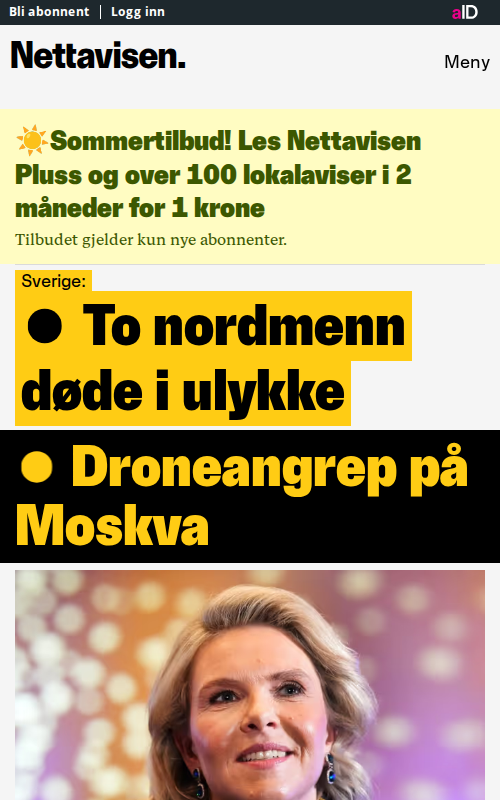 Bli abonnent | Logg inn
aID
Nettavisen.
Meny
☀️Sommertilbud! Les Nettavisen
Pluss og over 100 lokalaviser i 2
måneder for 1 krone
Tilbudet gjelder kun nye abonnenter.
Sverige:
● To nordmenn
døde i ulykke
● Droneangrep på
Moskva